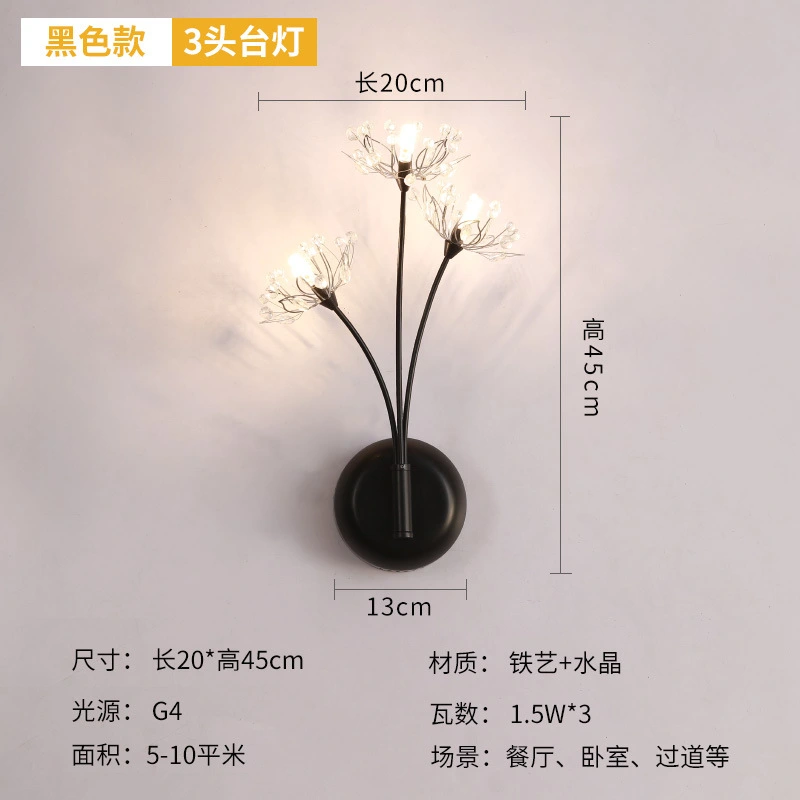 黑色款 3头台灯
长20cm
高45cm
13cm
尺寸： 长20*高45cm
材质： 铁艺+水晶
光源： G4
瓦数： 1.5W*3
面积：5-10平米
场景：餐厅、卧室、过道等